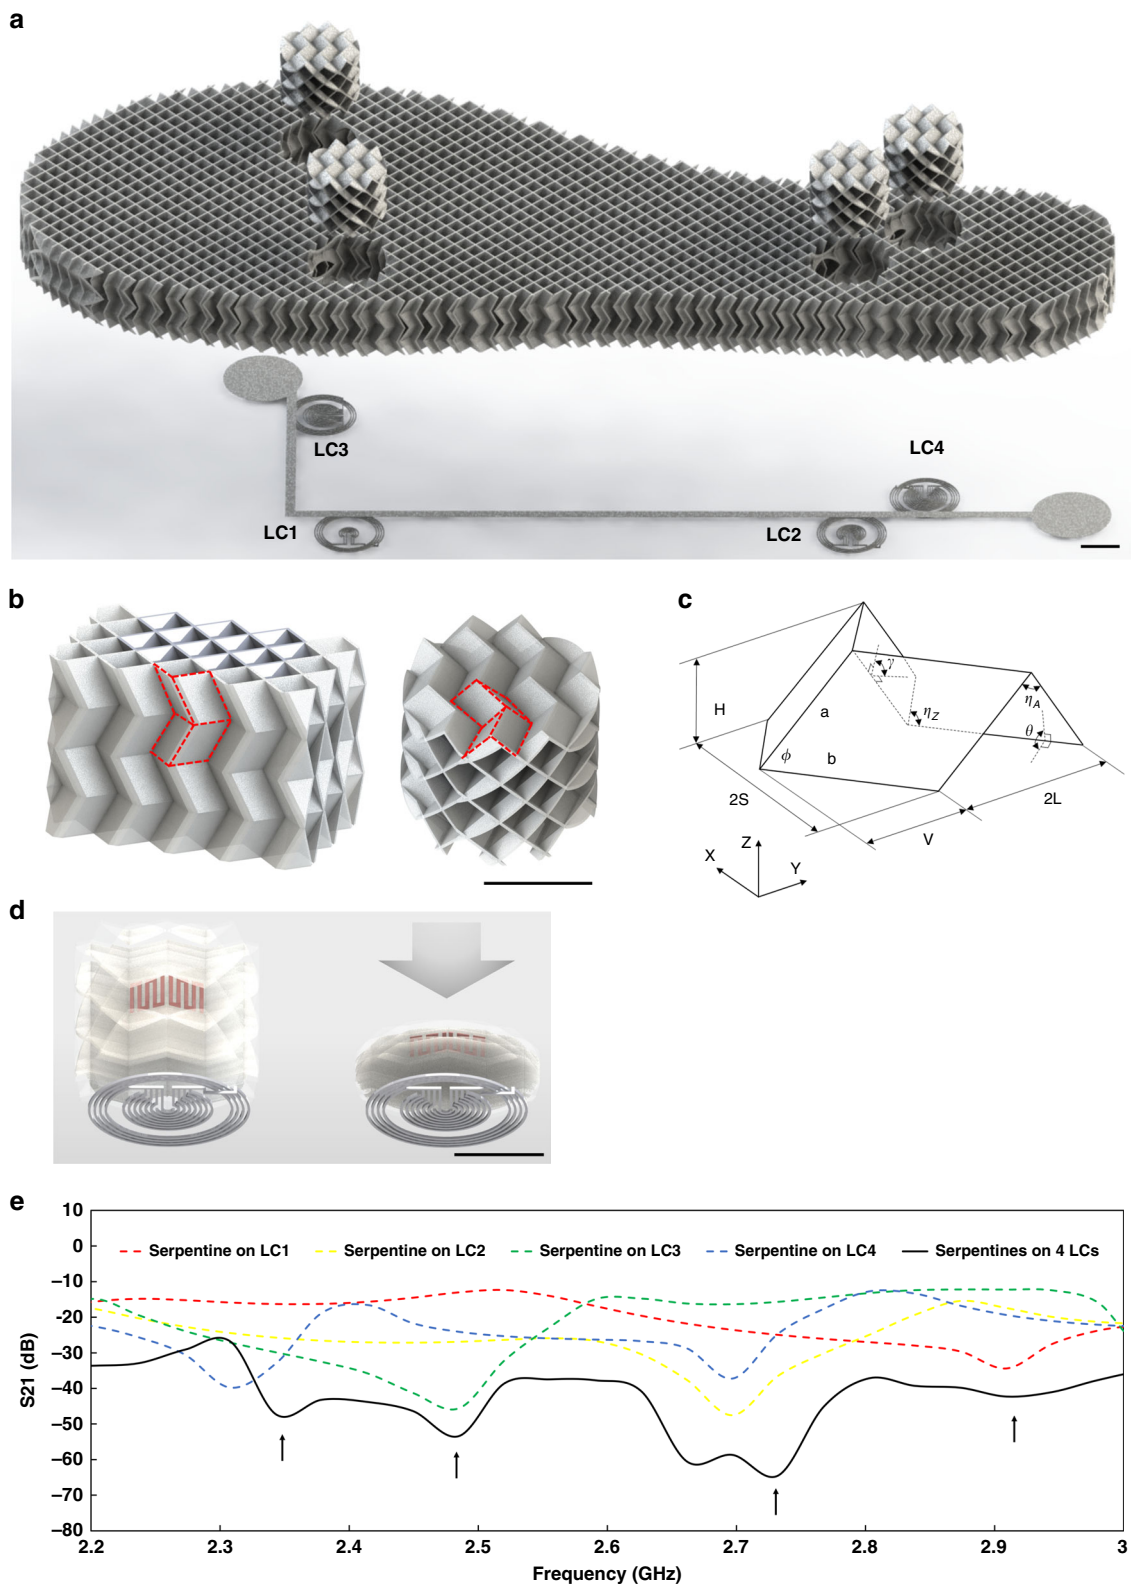 a
LC3
LC4
LC1
LC2
b
c
H
a
γ
η_A
η_Z
θ
ϕ
b
2S
2L
V
Z
X
Y
d
e
10
0
−10
−20
−30
−40
−50
−60
−70
−80
S21 (dB)
Serpentine on LC1
Serpentine on LC2
Serpentine on LC3
Serpentine on LC4
Serpentines on 4 LCs
2.2
2.3
2.4
2.5
2.6
2.7
2.8
2.9
3
Frequency (GHz)